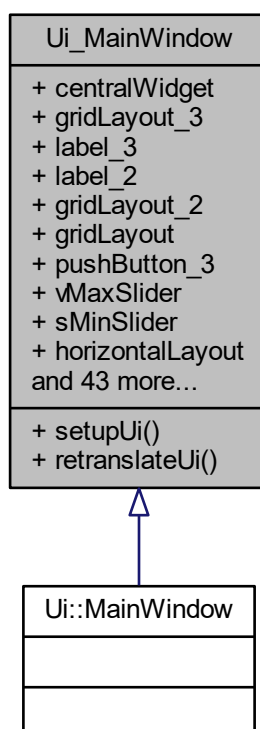 Ui_MainWindow
+ centralWidget
+ gridLayout_3
+ label_3
+ label_2
+ gridLayout_2
+ gridLayout
+ pushButton_3
+ vMaxSlider
+ sMinSlider
+ horizontalLayout
and 43 more...
+ setupUi()
+ retranslateUi()
Ui::MainWindow